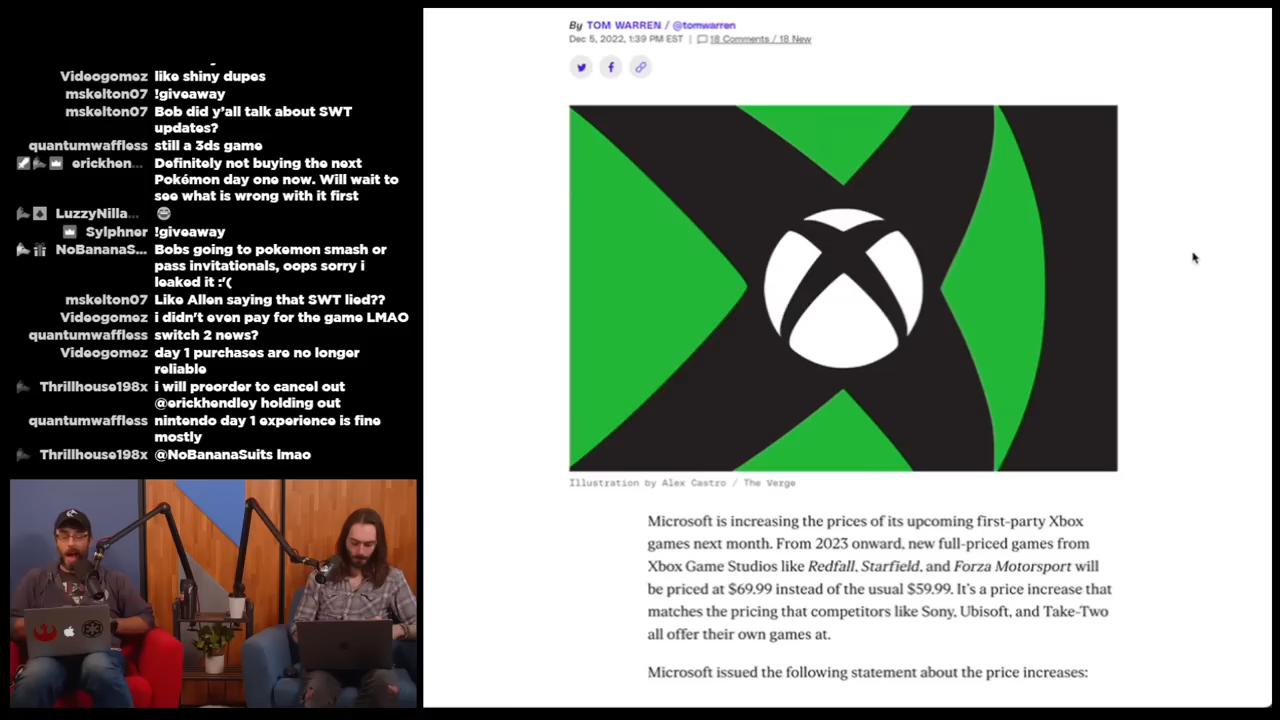 Videogomez like shiny dupes
mskelton07 !giveaway
mskelton07 Bob did y'all talk about SWT
updates?
quantumwaffless still a 3ds game
erickhen... Definitely not buying the next
Pokémon day one now. Will wait to
see what is wrong with it first
LuzzyNilla...
Sylphner !giveaway
NoBananaS... Bobs going to pokemon smash or
pass invitationals, oops sorry i
leaked it :'(
mskelton07 Like Allen saying that SWT lied??
Videogomez i didn't even pay for the game LMAO
quantumwaffless switch 2 news?
Videogomez day 1 purchases are no longer
reliable
Thrillhouse198x i will preorder to cancel out
@erickhendley holding out
quantumwaffless nintendo day 1 experience is fine
mostly
Thrillhouse198x @NoBananaSuits lmao
By TOM WARREN / @tomwarren
Dec 5, 2022, 1:39 PM EST | 18 Comments / 18 New
Illustration by Alex Castro / The Verge
Microsoft is increasing the prices of its upcoming first-party Xbox
games next month. From 2023 onward, new full-priced games from
Xbox Game Studios like Redfall, Starfield, and Forza Motorsport will
be priced at $69.99 instead of the usual $59.99. It's a price increase that
matches the pricing that competitors like Sony, Ubisoft, and Take-Two
all offer their own games at.
Microsoft issued the following statement about the price increases: